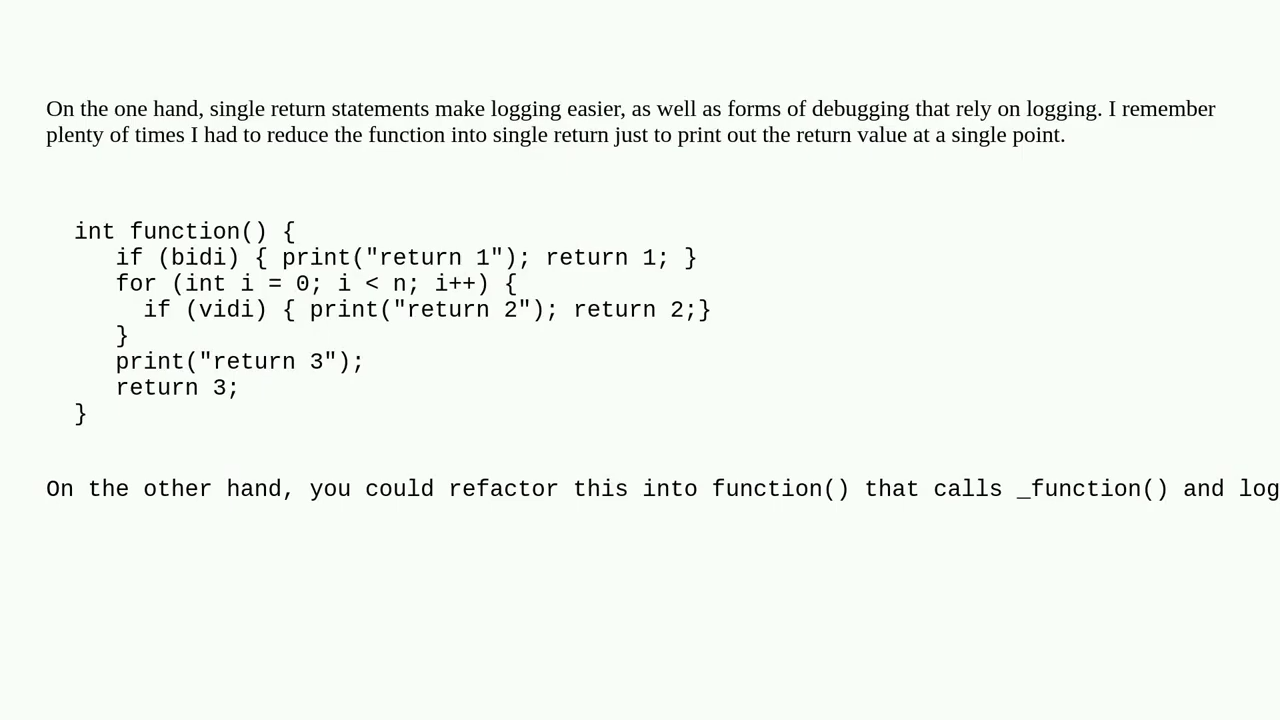 On the one hand, single return statements make logging easier, as well as forms of debugging that rely on logging. I remember
plenty of times I had to reduce the function into single return just to print out the return value at a single point.
int function() {
if (bidi) { print("return 1"); return 1; }
for (int i = 0; i < n; i++) {
if (vidi) { print("return 2"); return 2;}
}
print("return 3");
return 3;
}
On the other hand, you could refactor this into function() that calls _function() and log